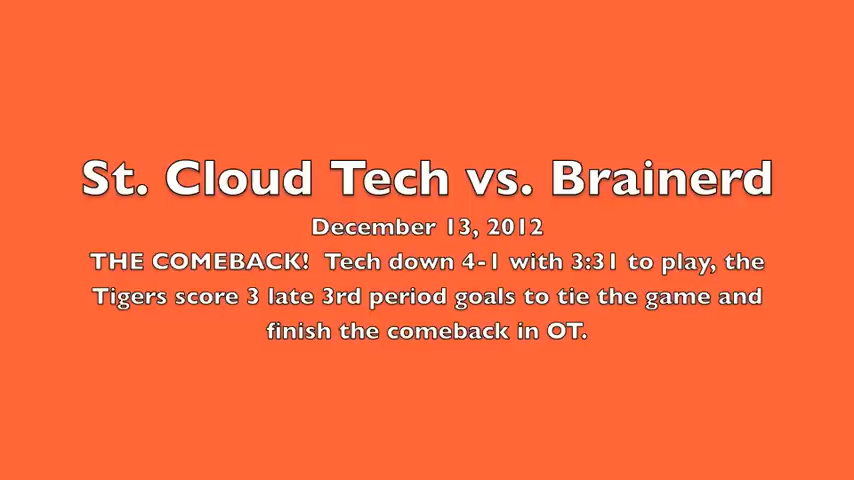 St. Cloud Tech vs. Brainerd
December 13, 2012
THE COMEBACK!  Tech down 4-1 with 3:31 to play, the
Tigers score 3 late 3rd period goals to tie the game and
finish the comeback in OT.